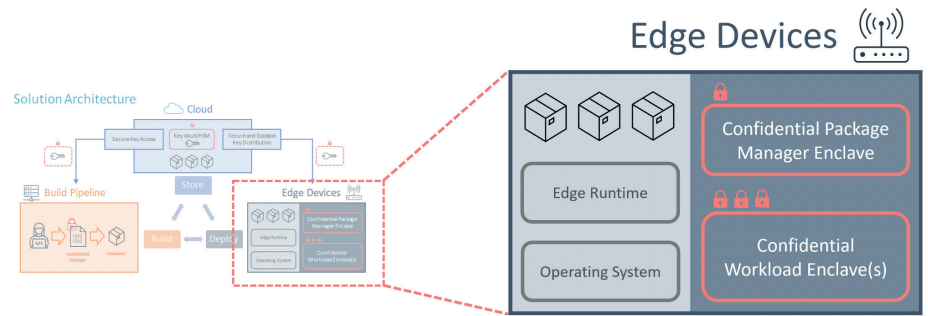 Edge Devices
Solution Architecture
Cloud
Secure Key Access
Key Vault/HSM
Secure and Scalable
Key Distribution
Store
Build Pipeline
</>
Confidential
Package
Container
Build
Deploy
Edge Devices
Edge Runtime
Operating System
Confidential Package
Manager Enclave
Confidential
Workload Enclave(s)
Edge Runtime
Operating System
Confidential Package
Manager Enclave
Confidential
Workload Enclave(s)